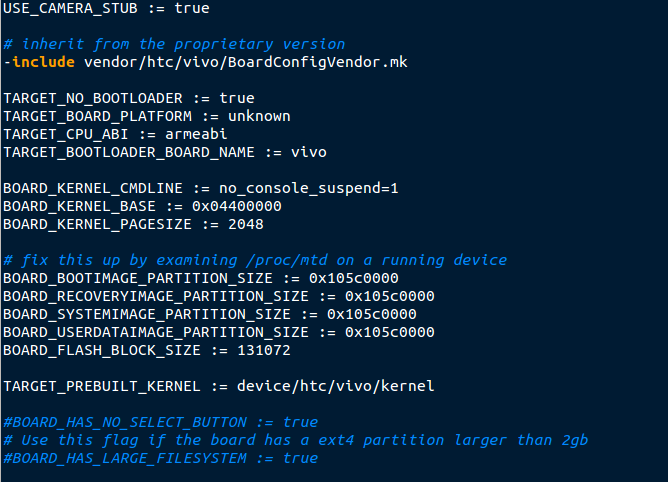 USE_CAMERA_STUB := true
# inherit from the proprietary version
-include vendor/htc/vivo/BoardConfigVendor.mk
TARGET_NO_BOOTLOADER := true
TARGET_BOARD_PLATFORM := unknown
TARGET_CPU_ABI := armeabi
TARGET_BOOTLOADER_BOARD_NAME := vivo
BOARD_KERNEL_CMDLINE := no_console_suspend=1
BOARD_KERNEL_BASE := 0x04400000
BOARD_KERNEL_PAGESIZE := 2048
# fix this up by examining /proc/mtd on a running device
BOARD_BOOTIMAGE_PARTITION_SIZE := 0x105c0000
BOARD_RECOVERYIMAGE_PARTITION_SIZE := 0x105c0000
BOARD_SYSTEMIMAGE_PARTITION_SIZE := 0x105c0000
BOARD_USERDATAIMAGE_PARTITION_SIZE := 0x105c0000
BOARD_FLASH_BLOCK_SIZE := 131072
TARGET_PREBUILT_KERNEL := device/htc/vivo/kernel
#BOARD_HAS_NO_SELECT_BUTTON := true
# Use this flag if the board has a ext4 partition larger than 2gb
#BOARD_HAS_LARGE_FILESYSTEM := true